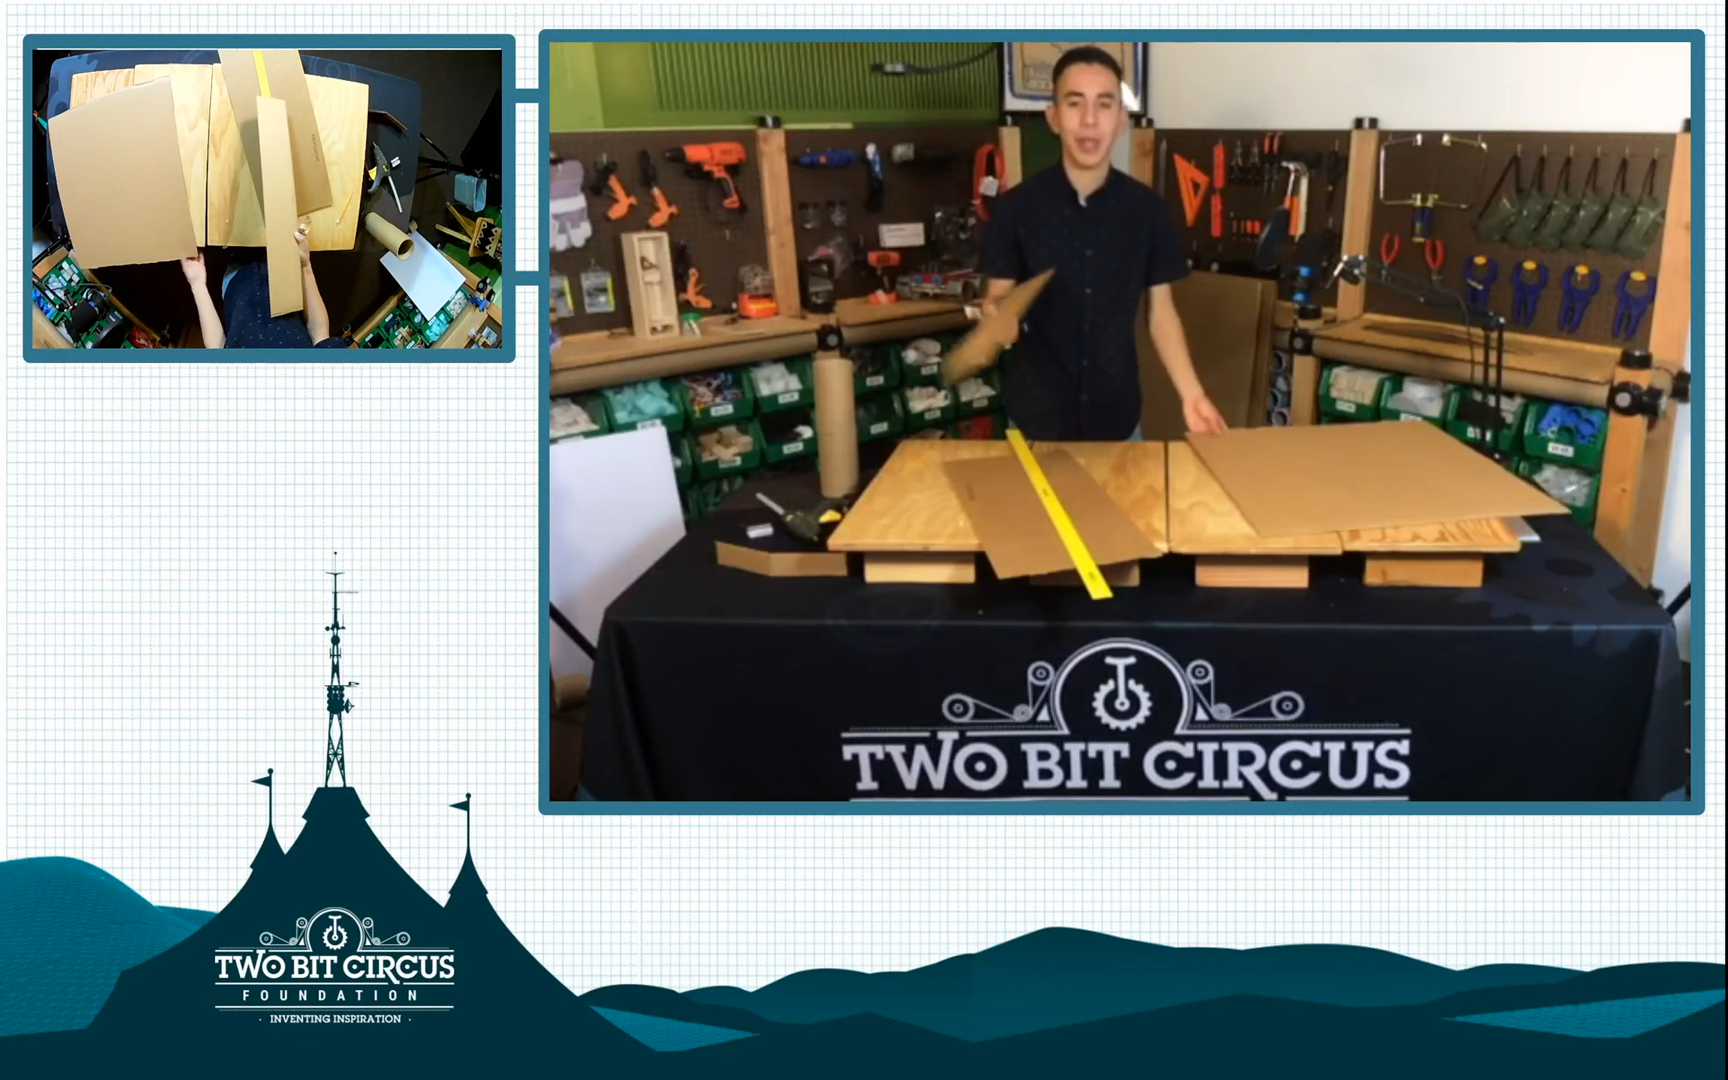 TWO BIT CIRCUS
TWO BIT CIRCUS
FOUNDATION
· INVENTING INSPIRATION ·